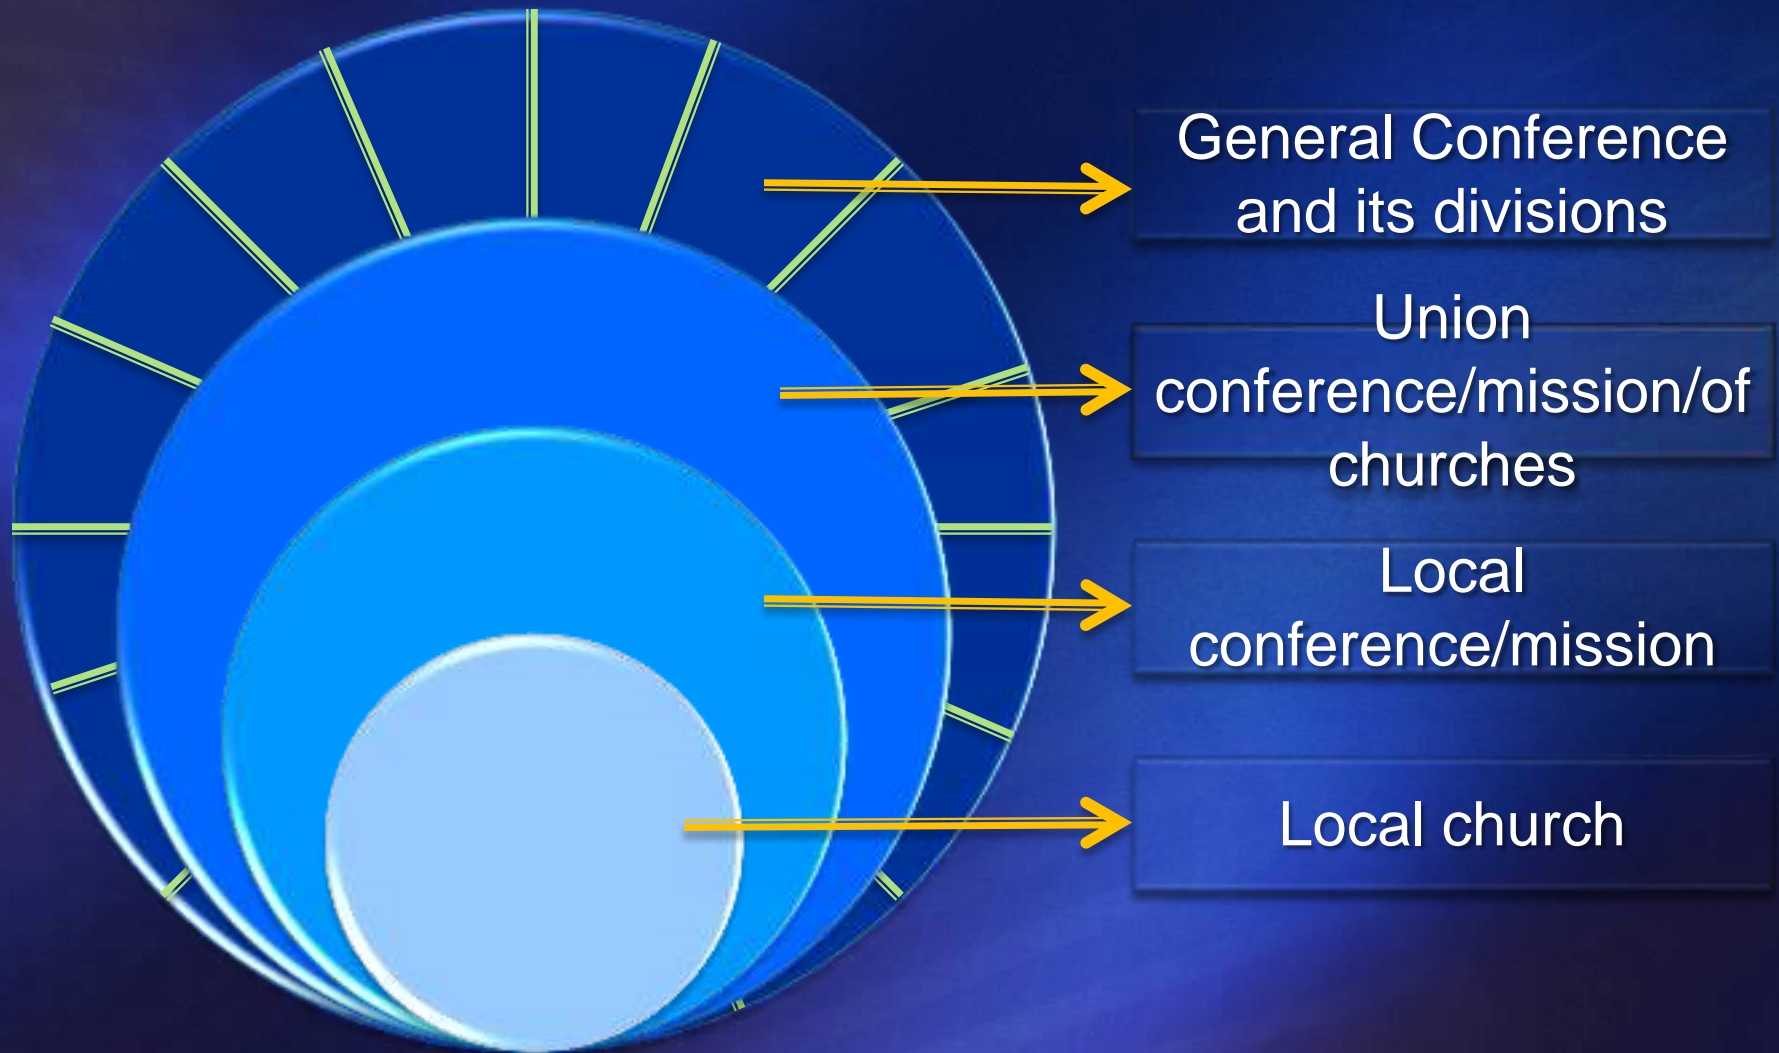 General Conference
and its divisions
Union
conference/mission/of
churches
Local
conference/mission
Local church